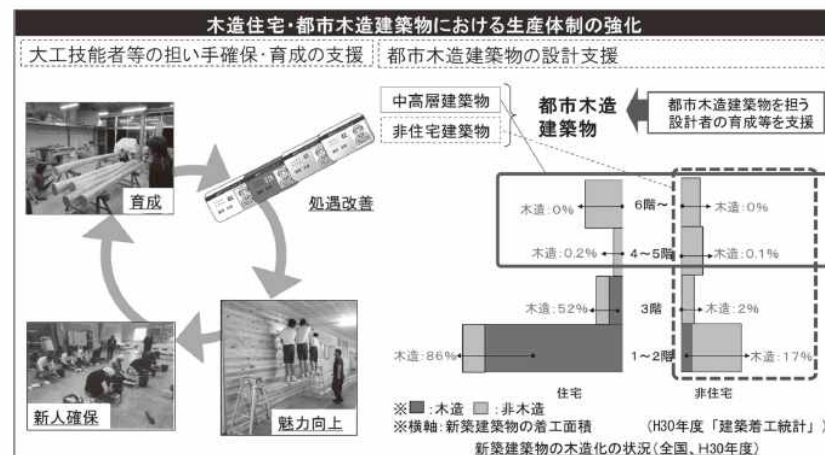 木造住宅・都市木造建築物における生産体制の強化
大工技能者等の担い手確保・育成の支援
育成
処遇改善
新人確保
魅力向上
都市木造建築物の設計支援
中高層建築物
非住宅建築物
都市木造
建築物
都市木造建築物を担う
設計者の育成等を支援
木造:0% 6階~ 木造:0%
木造:0.2% 4~5階 木造:0.1%
木造:52% 3階 木造:2%
木造:86% 1~2階 木造:17%
住宅 非住宅
※■:木造 ■:非木造
※横軸:新築建築物の着工面積 (H30年度「建築着工統計」)
新築建築物の木造化の状況(全国、H30年度)